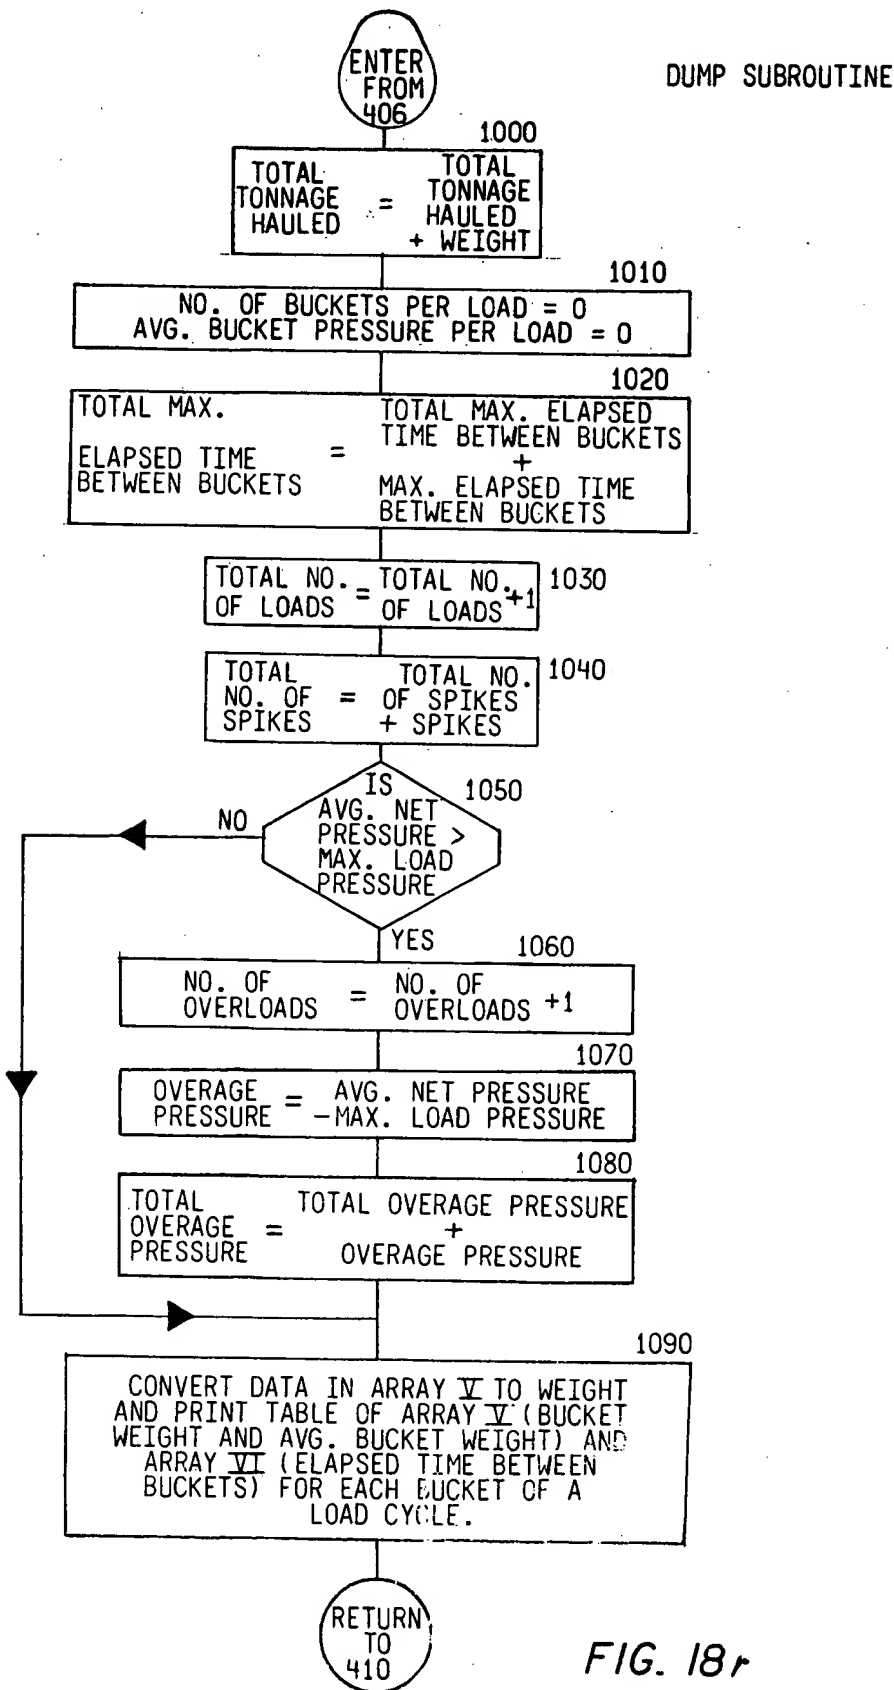 DUMP SUBROUTINE
ENTER
FROM
406
1000
TOTAL
TONNAGE
HAULED
=
TOTAL
TONNAGE
HAULED
+ WEIGHT
1010
NO. OF BUCKETS PER LOAD = 0
AVG. BUCKET PRESSURE PER LOAD = 0
1020
TOTAL MAX.
ELAPSED TIME
BETWEEN BUCKETS
=
TOTAL MAX. ELAPSED
TIME BETWEEN BUCKETS
+
MAX. ELAPSED TIME
BETWEEN BUCKETS
1030
TOTAL NO.
OF LOADS
=
TOTAL NO.
OF LOADS
+1
1040
TOTAL
NO. OF
SPIKES
=
TOTAL NO.
OF SPIKES
+ SPIKES
1050
IS
AVG. NET
PRESSURE >
MAX. LOAD
PRESSURE
NO
YES
1060
NO. OF
OVERLOADS
=
NO. OF
OVERLOADS
+1
1070
OVERAGE
PRESSURE
=
AVG. NET PRESSURE
-MAX. LOAD PRESSURE
1080
TOTAL
OVERAGE
PRESSURE
=
TOTAL OVERAGE PRESSURE
+
OVERAGE PRESSURE
1090
CONVERT DATA IN ARRAY V TO WEIGHT
AND PRINT TABLE OF ARRAY V (BUCKET
WEIGHT AND AVG. BUCKET WEIGHT) AND
ARRAY VI (ELAPSED TIME BETWEEN
BUCKETS) FOR EACH BUCKET OF A
LOAD CYCLE.
RETURN
TO
410
FIG. 18r